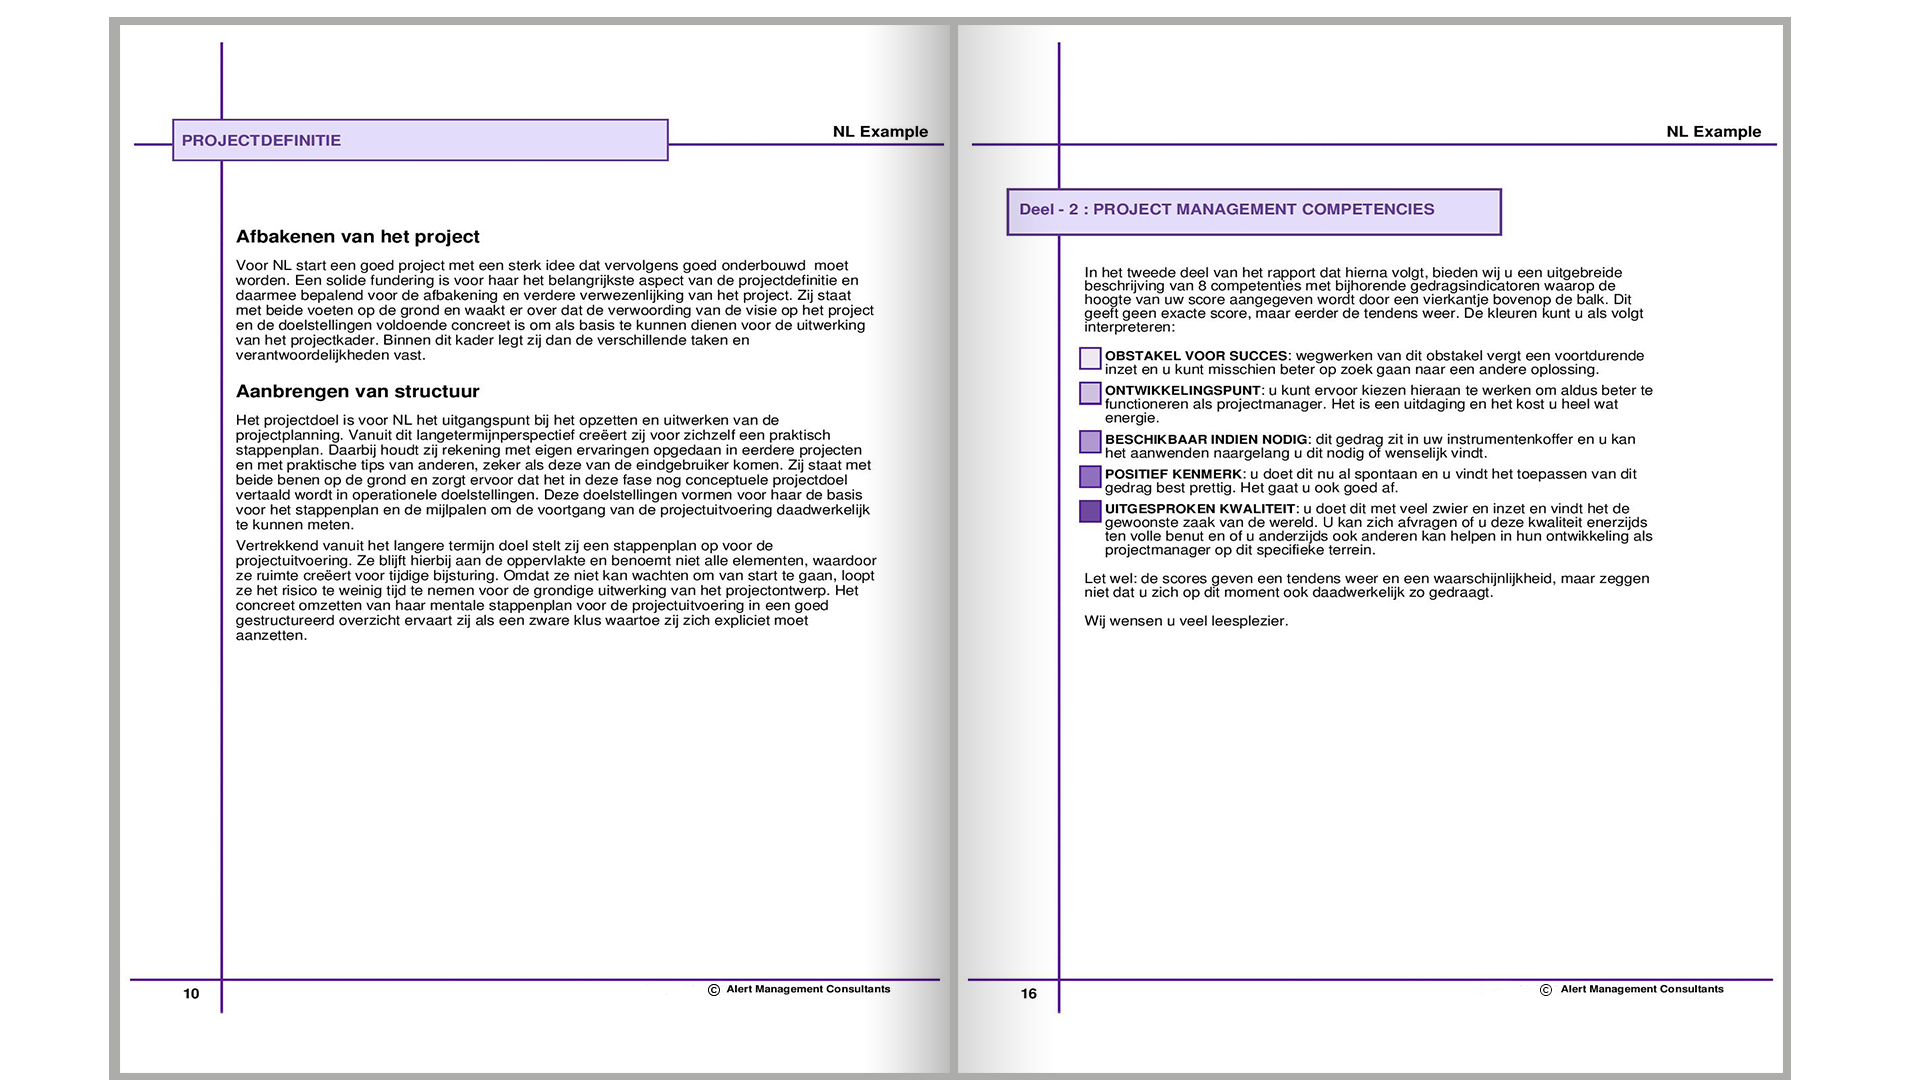 NL Example
PROJECTDEFINITIE
Afbakenen van het project
Voor NL start een goed project met een sterk idee dat vervolgens goed onderbouwd  moet
worden. Een solide fundering is voor haar het belangrijkste aspect van de projectdefinitie en
daarmee bepalend voor de afbakening en verdere verwezenlijking van het project. Zij staat
met beide voeten op de grond en waakt er over dat de verwoording van de visie op het project
en de doelstellingen voldoende concreet is om als basis te kunnen dienen voor de uitwerking
van het projectkader. Binnen dit kader legt zij dan de verschillende taken en
verantwoordelijkheden vast.
Aanbrengen van structuur
Het projectdoel is voor NL het uitgangspunt bij het opzetten en uitwerken van de
projectplanning. Vanuit dit langetermijnperspectief creëert zij voor zichzelf een praktisch
stappenplan. Daarbij houdt zij rekening met eigen ervaringen opgedaan in eerdere projecten
en met praktische tips van anderen, zeker als deze van de eindgebruiker komen. Zij staat met
beide benen op de grond en zorgt ervoor dat het in deze fase nog conceptuele projectdoel
vertaald wordt in operationele doelstellingen. Deze doelstellingen vormen voor haar de basis
voor het stappenplan en de mijlpalen om de voortgang van de projectuitvoering daadwerkelijk
te kunnen meten.
Vertrekkend vanuit het langere termijn doel stelt zij een stappenplan op voor de
projectuitvoering. Ze blijft hierbij aan de oppervlakte en benoemt niet alle elementen, waardoor
ze ruimte creëert voor tijdige bijsturing. Omdat ze niet kan wachten om van start te gaan, loopt
ze het risico te weinig tijd te nemen voor de grondige uitwerking van het projectontwerp. Het
concreet omzetten van haar mentale stappenplan voor de projectuitvoering in een goed
gestructureerd overzicht ervaart zij als een zware klus waartoe zij zich expliciet moet
aanzetten.
10
© Alert Management Consultants
NL Example
Deel - 2 : PROJECT MANAGEMENT COMPETENCIES
In het tweede deel van het rapport dat hierna volgt, bieden wij u een uitgebreide
beschrijving van 8 competenties met bijhorende gedragsindicatoren waarop de
hoogte van uw score aangegeven wordt door een vierkantje bovenop de balk. Dit
geeft geen exacte score, maar eerder de tendens weer. De kleuren kunt u als volgt
interpreteren:
OBSTAKEL VOOR SUCCES: wegwerken van dit obstakel vergt een voortdurende
inzet en u kunt misschien beter op zoek gaan naar een andere oplossing.
ONTWIKKELINGSPUNT: u kunt ervoor kiezen hieraan te werken om aldus beter te
functioneren als projectmanager. Het is een uitdaging en het kost u heel wat
energie.
BESCHIKBAAR INDIEN NODIG: dit gedrag zit in uw instrumentenkoffer en u kan
het aanwenden naargelang u dit nodig of wenselijk vindt.
POSITIEF KENMERK: u doet dit nu al spontaan en u vindt het toepassen van dit
gedrag best prettig. Het gaat u ook goed af.
UITGESPROKEN KWALITEIT: u doet dit met veel zwier en inzet en vindt het de
gewoonste zaak van de wereld. U kan zich afvragen of u deze kwaliteit enerzijds
ten volle benut en of u anderzijds ook anderen kan helpen in hun ontwikkeling als
projectmanager op dit specifieke terrein.
Let wel: de scores geven een tendens weer en een waarschijnlijkheid, maar zeggen
niet dat u zich op dit moment ook daadwerkelijk zo gedraagt.
Wij wensen u veel leesplezier.
16
© Alert Management Consultants